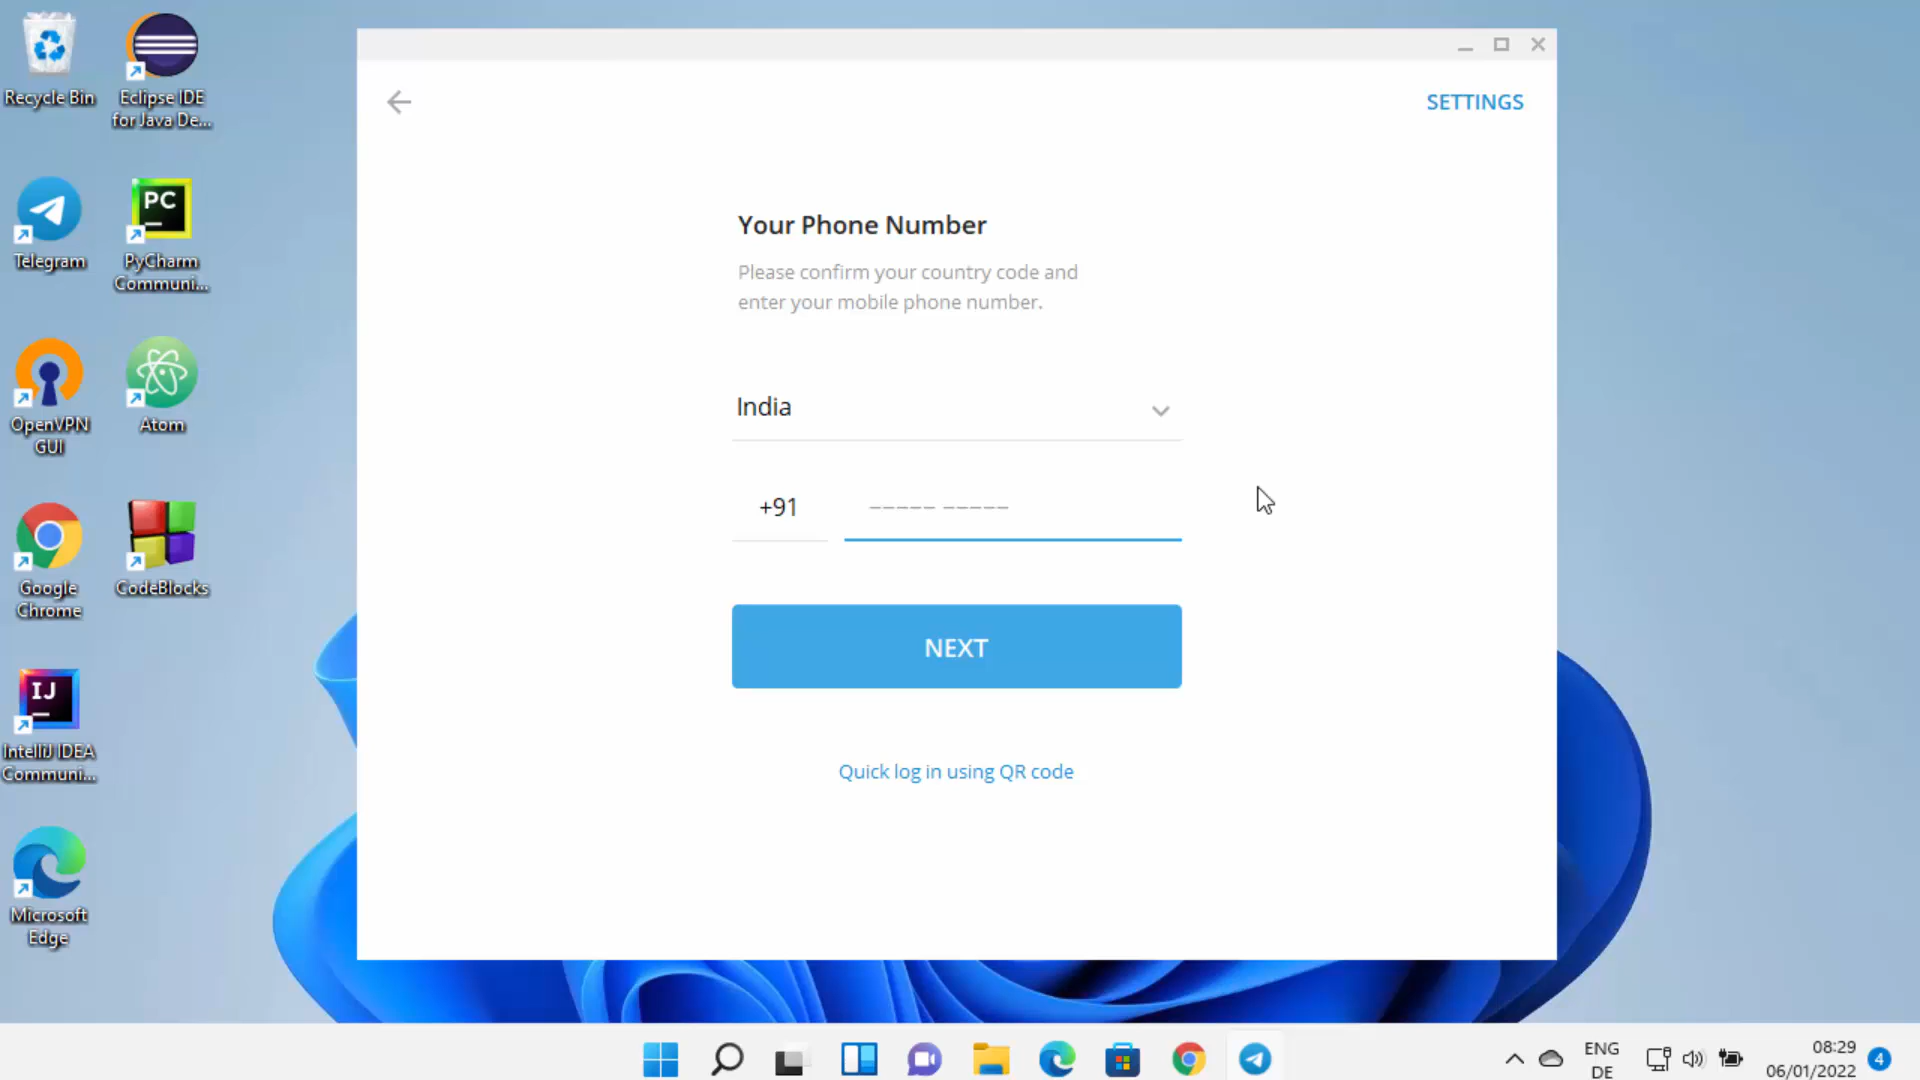 Recycle Bin
Eclipse IDE
for Java De...
Telegram
PC
PyCharm
Communi...
OpenVPN
GUI
Atom
Google
Chrome
CodeBlocks
IJ
IntelliJ IDEA
Communi...
Microsoft
Edge
SETTINGS
Your Phone Number
Please confirm your country code and
enter your mobile phone number.
India
+91
----- -----
NEXT
Quick log in using QR code
ENG
DE
08:29
06/01/2022
4